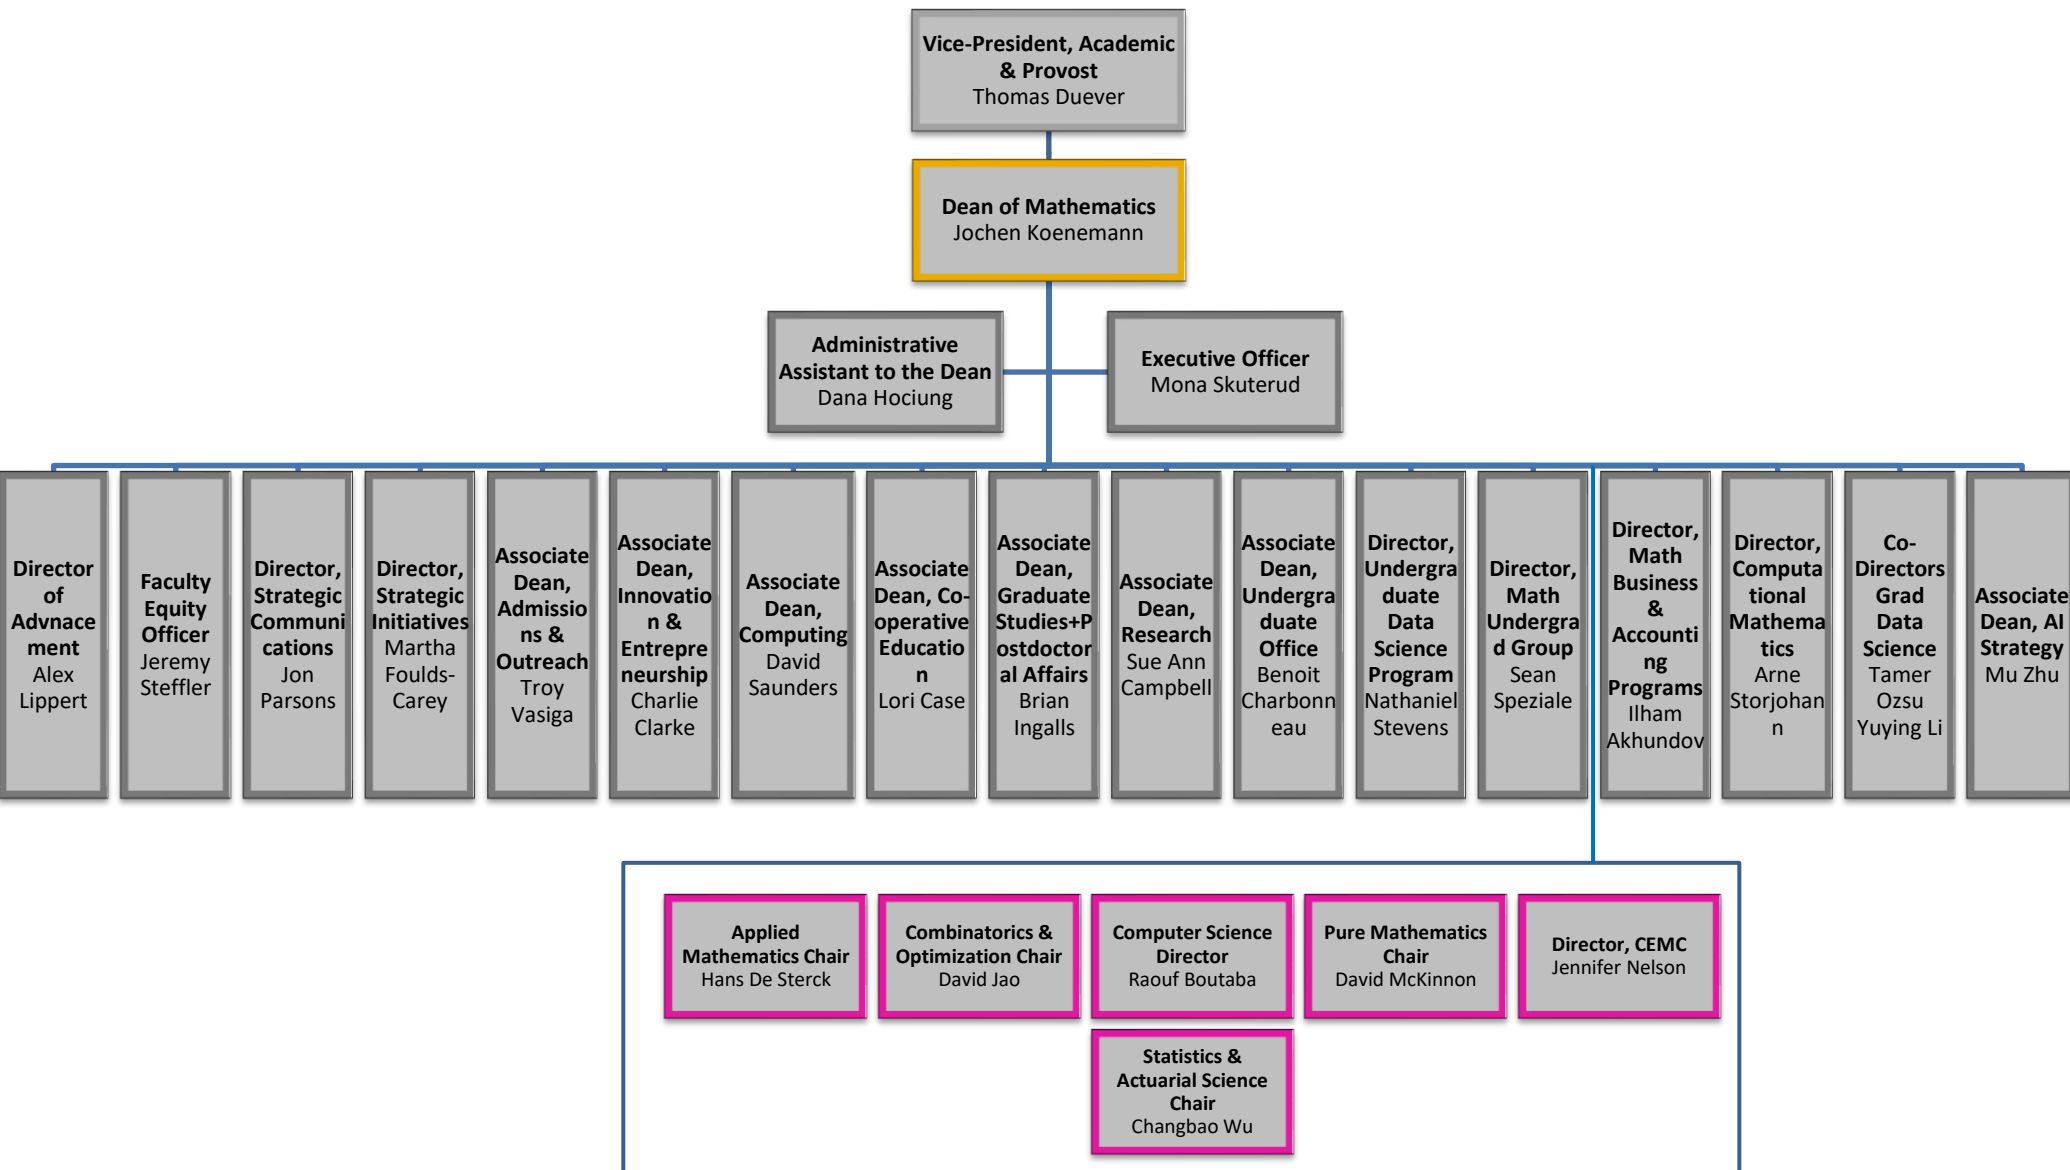 Vice-President, Academic
& Provost
Thomas Duever
Dean of Mathematics
Jochen Koenemann
Administrative
Assistant to the Dean
Dana Hociung
Executive Officer
Mona Skuterud
Director
of
Advnace
ment
Alex
Lippert
Faculty
Equity
Officer
Jeremy
Steffler
Director,
Strategic
Communi
cations
Jon
Parsons
Director,
Strategic
Initiatives
Martha
Foulds-
Carey
Associate
Dean,
Admissio
ns &
Outreach
Troy
Vasiga
Associate
Dean,
Innovatio
n &
Entrepre
neurship
Charlie
Clarke
Associate
Dean,
Computing
David
Saunders
Associate
Dean, Co-
operative
Educatio
n
Lori Case
Associate
Dean,
Graduate
Studies+P
ostdoctor
al Affairs
Brian
Ingalls
Associate
Dean,
Research
Sue Ann
Campbell
Associate
Dean,
Undergra
duate
Office
Benoit
Charbonn
eau
Director,
Undergra
duate
Data
Science
Program
Nathaniel
Stevens
Director,
Math
Undergra
d Group
Sean
Speziale
Director,
Math
Business
&
Accounti
ng
Programs
Ilham
Akhundov
Director,
Computa
tional
Mathema
tics
Arne
Storjohan
n
Co-
Directors
Grad
Data
Science
Tamer
Ozsu
Yuying Li
Associate
Dean, AI
Strategy
Mu Zhu
Applied
Mathematics Chair
Hans De Sterck
Combinatorics &
Optimization Chair
David Jao
Computer Science
Director
Raouf Boutaba
Pure Mathematics
Chair
David McKinnon
Director, CEMC
Jennifer Nelson
Statistics &
Actuarial Science
Chair
Changbao Wu